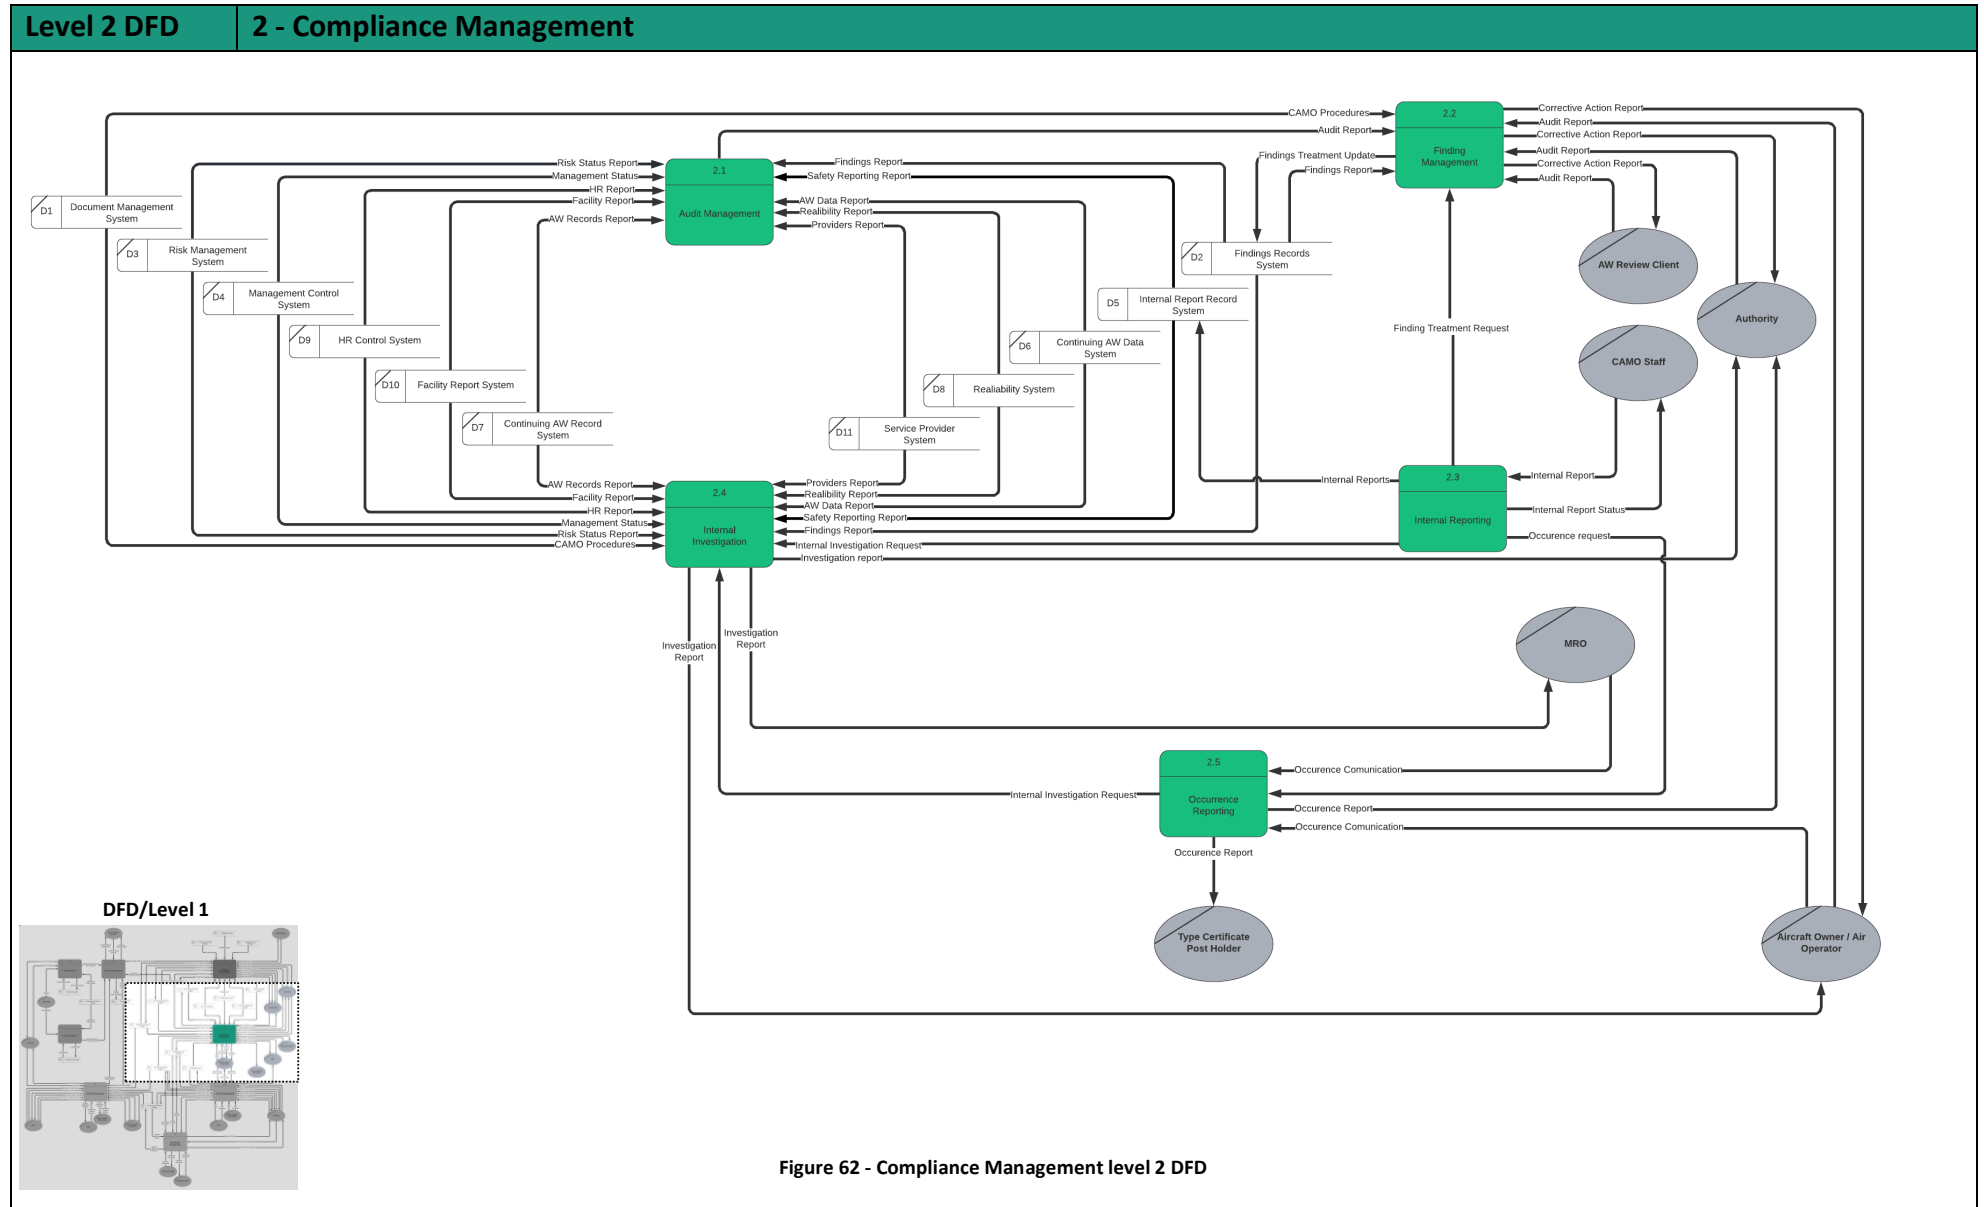 Level 2 DFD
2 - Compliance Management
CAMO Procedures
Audit Report
2.2
Finding
Management
Corrective Action Report
Audit Report
Corrective Action Report
Audit Report
Corrective Action Report
Audit Report
Findings Treatment Update
Findings Report
Risk Status Report
Management Status
HR Report
Facility Report
AW Records Report
2.1
Audit Management
Findings Report
Safety Reporting Report
AW Data Report
Realibility Report
Providers Report
D1
Document Management
System
D3
Risk Management
System
D4
Management Control
System
D9
HR Control System
D10
Facility Report System
D7
Continuing AW Record
System
D2
Findings Records
System
D5
Internal Report Record
System
D6
Continuing AW Data
System
D8
Realiability System
D11
Service Provider
System
AW Review Client
Authority
CAMO Staff
Finding Treatment Request
AW Records Report
Facility Report
HR Report
Management Status
Risk Status Report
CAMO Procedures
2.4
Internal
Investigation
Providers Report
Realibility Report
AW Data Report
Safety Reporting Report
Findings Report
Internal Investigation Request
Investigation report
Internal Reports
2.3
Internal Reporting
Internal Report
Internal Report Status
Occurence request
Investigation
Report
Investigation
Report
MRO
2.5
Occurrence
Reporting
Internal Investigation Request
Occurence Comunication
Occurence Report
Occurence Comunication
Occurence Report
Type Certificate
Post Holder
Aircraft Owner / Air
Operator
DFD/Level 1
Figure 62 - Compliance Management level 2 DFD